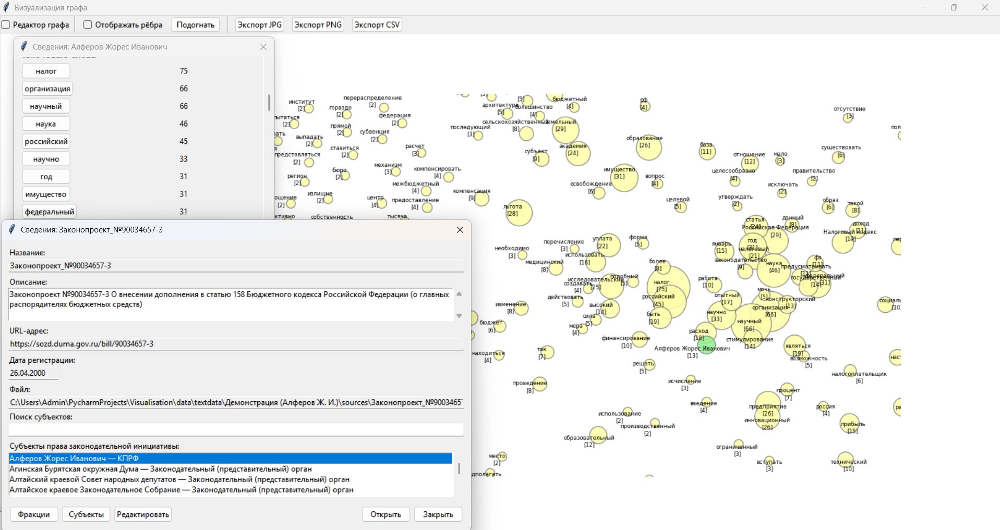 Визуализация графа
Редактор графа
Отображать рёбра
Подогнать
Экспорт JPG
Экспорт PNG
Экспорт CSV
Сведения: Алферов Жорес Иванович
налог 75
организация 66
научный 66
наука 46
российский 45
научно 33
год 31
имущество 31
федеральный 31
Сведения: Законопроект_№90034657-3
Название:
Законопроект_№90034657-3
Описание:
Законопроект №90034657-3 О внесении дополнения в статью 158 Бюджетного кодекса Российской Федерации (о главных
распорядителях бюджетных средств)
URL-адрес:
https://sozd.duma.gov.ru/bill/90034657-3
Дата регистрации:
26.04.2000
Файл:
C:\Users\Admin\PycharmProjects\Visualisation\data\textdata\Демонстрация (Алферов Ж. И.)\sources\Законопроект_№9003465
Поиск субъектов:
Субъекты права законодательной инициативы:
Алферов Жорес Иванович — КПРФ
Агинская Бурятская окружная Дума — Законодательный (представительный) орган
Алтайский краевой Совет народных депутатов — Законодательный (представительный) орган
Алтайское краевое Законодательное Собрание — Законодательный (представительный) орган
Фракции
Субъекты
Редактировать
Открыть
Закрыть
институт
[2]
перераспределение
[2]
гораздо
[2]
федерация
[2]
[2]
прямой
[2]
субвенция
[2]
выпадать
[2]
ставиться
[2]
расчет
[3]
представляться
[2]
механизм
[3]
бюро
[2]
регион
[2]
компенсировать
[4]
межбюджетный
[4]
излишне
[2]
центр
[4]
предоставление
[4]
[2]
собственность
тысяча
[5]
бюджетный
[4]
архитектура
[5]
большинство
[4]
рф
[4]
отсутствие
[3]
сельскохозяйственный
[8]
земельный
[29]
последующий
[3]
академия
[24]
образование
[26]
база
[11]
субъект
[9]
отношение
[12]
мало
[3]
существовать
[6]
имущество
[31]
вопрос
[4]
целесообразно
[4]
правительство
[2]
освобождение
[6]
исключать
[2]
компенсация
[9]
целевой
[5]
утверждать
[2]
образ
[6]
такой
[8]
льгота
[28]
статья
[24]
данный
[8]
Российская Федерация
[29]
доход
[11]
Налоговый кодекс
[19]
уплата
[22]
форма
[5]
перечисление
[3]
январь
[15]
год
[31]
налоговый
[21]
необходимо
[3]
использовать
[16]
медицинский
[8]
более
[8]
законодательство
[9]
наука
[46]
фз
[11]
предусматривать
[11]
федеральный
[31]
государственный
[14]
исследовательский
[25]
подобный
[5]
создавать
[4]
налог
[75]
работа
[10]
действовать
[5]
российский
[45]
мочь
[5]
опытный
[17]
конструкторский
[13]
изменение
[8]
высокий
[14]
организация
[66]
социаль
[10]
сила
[5]
быть
[19]
научно
[33]
научный
[66]
бюджет
[6]
мера
[4]
расход
[18]
финансирование
[10]
стимулирование
[14]
Алферов Жорес Иванович
[13]
являться
[19]
находиться
[4]
так
[7]
возможность
[5]
решать
[5]
нас
налогоплательщик
[6]
проведение
[8]
исчисление
[3]
процент
[7]
введение
[4]
предприятие
[26]
россия
[4]
использование
[2]
инновационный
[26]
производственный
[2]
прибыль
[15]
образовательный
[12]
ограниченный
[3]
место
[2]
вступать
[3]
технический
[10]